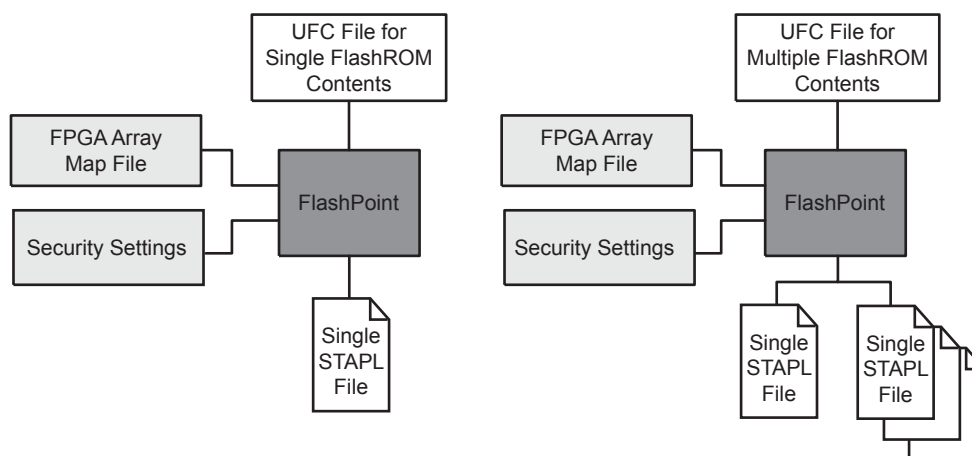 UFC File for
Single FlashROM
Contents
FPGA Array
Map File
FlashPoint
Security Settings
Single
STAPL
File
UFC File for
Multiple FlashROM
Contents
FPGA Array
Map File
FlashPoint
Security Settings
Single
STAPL
File
Single
STAPL
File